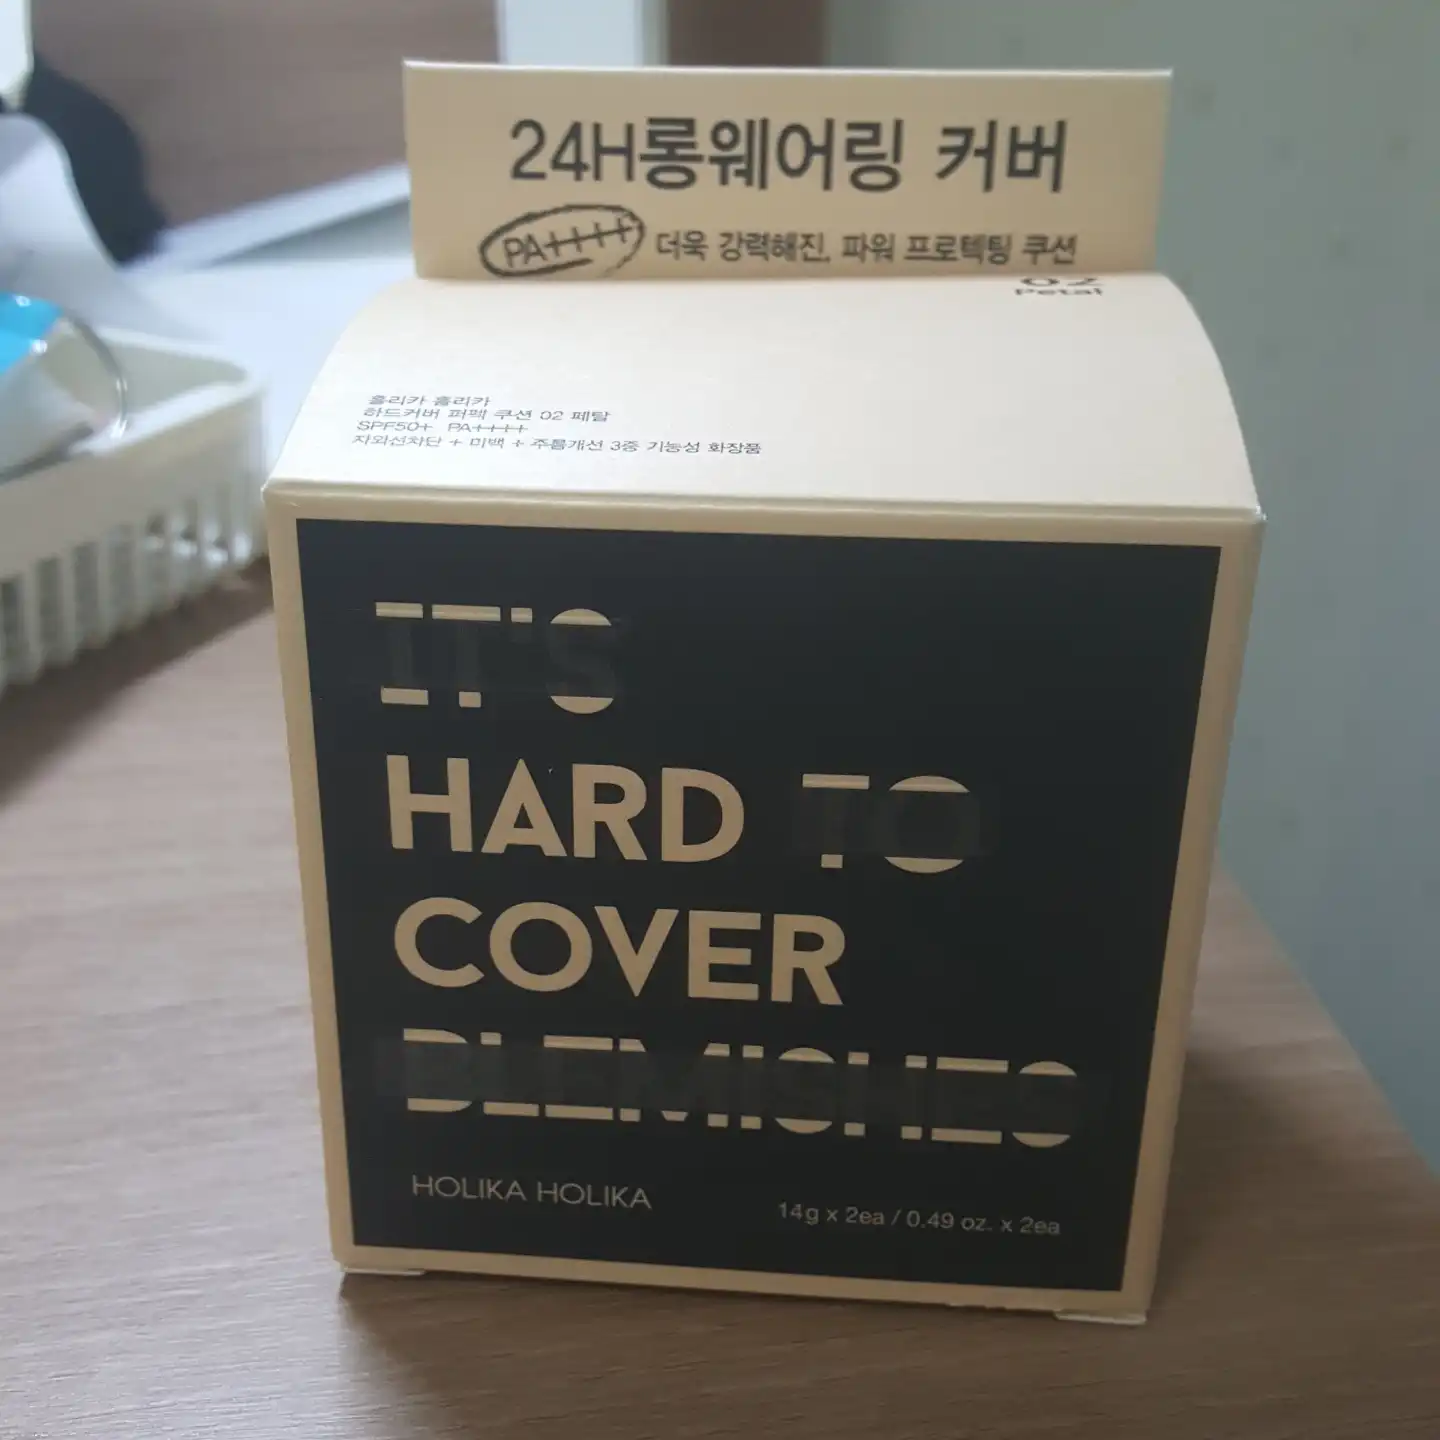 24H롱웨어링 커버
PA++++ 더욱 강력해진, 파워 프로텍팅 쿠션
02
Petal
홀리카 홀리카
하드커버 퍼펙 쿠션 02 페탈
SPF50+ PA++++
자외선차단 + 미백 + 주름개선 3중 기능성 화장품
IT'S
HARD TO
COVER
BLEMISHES
HOLIKA HOLIKA
14g x 2ea / 0.49 oz. x 2ea